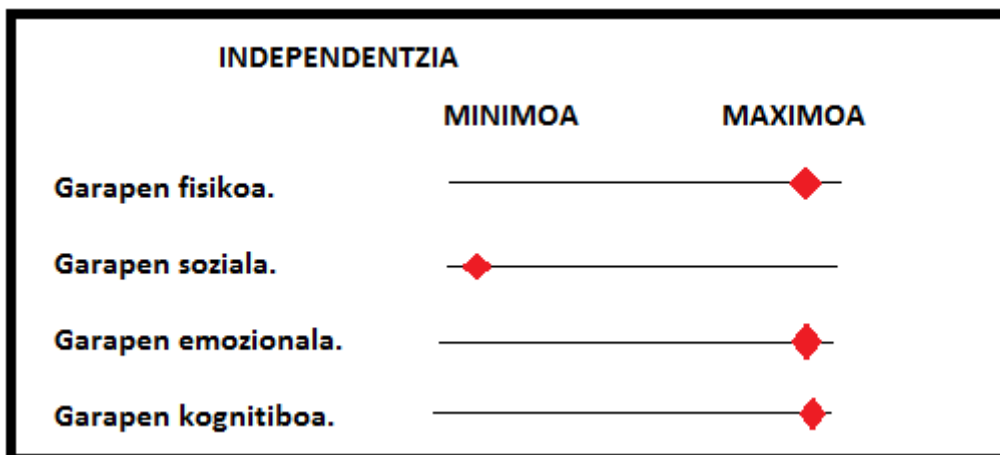 INDEPENDENTZIA
MINIMOA MAXIMOA
Garapen fisikoa.
Garapen soziala.
Garapen emozionala.
Garapen kognitiboa.